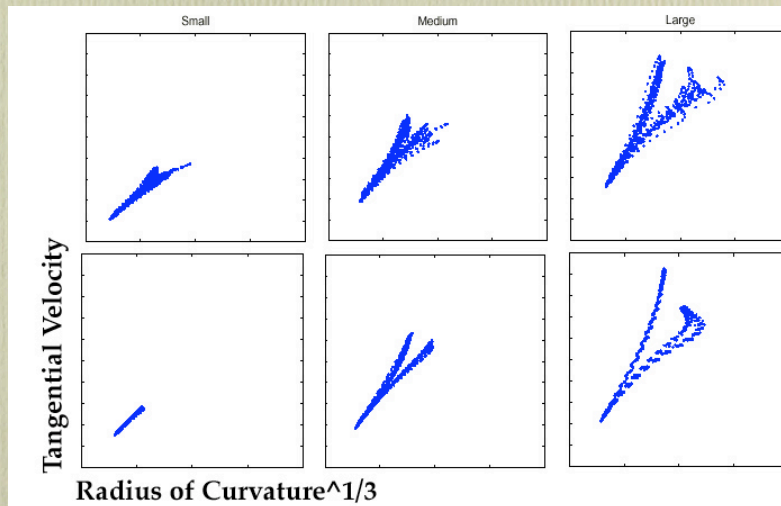 Small
Medium
Large
Tangential Velocity
Radius of Curvature^1/3